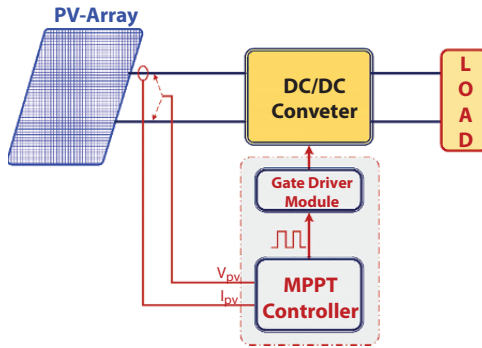 PV-Array
DC/DC
Conveter
L
O
A
D
Gate Driver
Module
Vpv
Ipv
MPPT
Controller